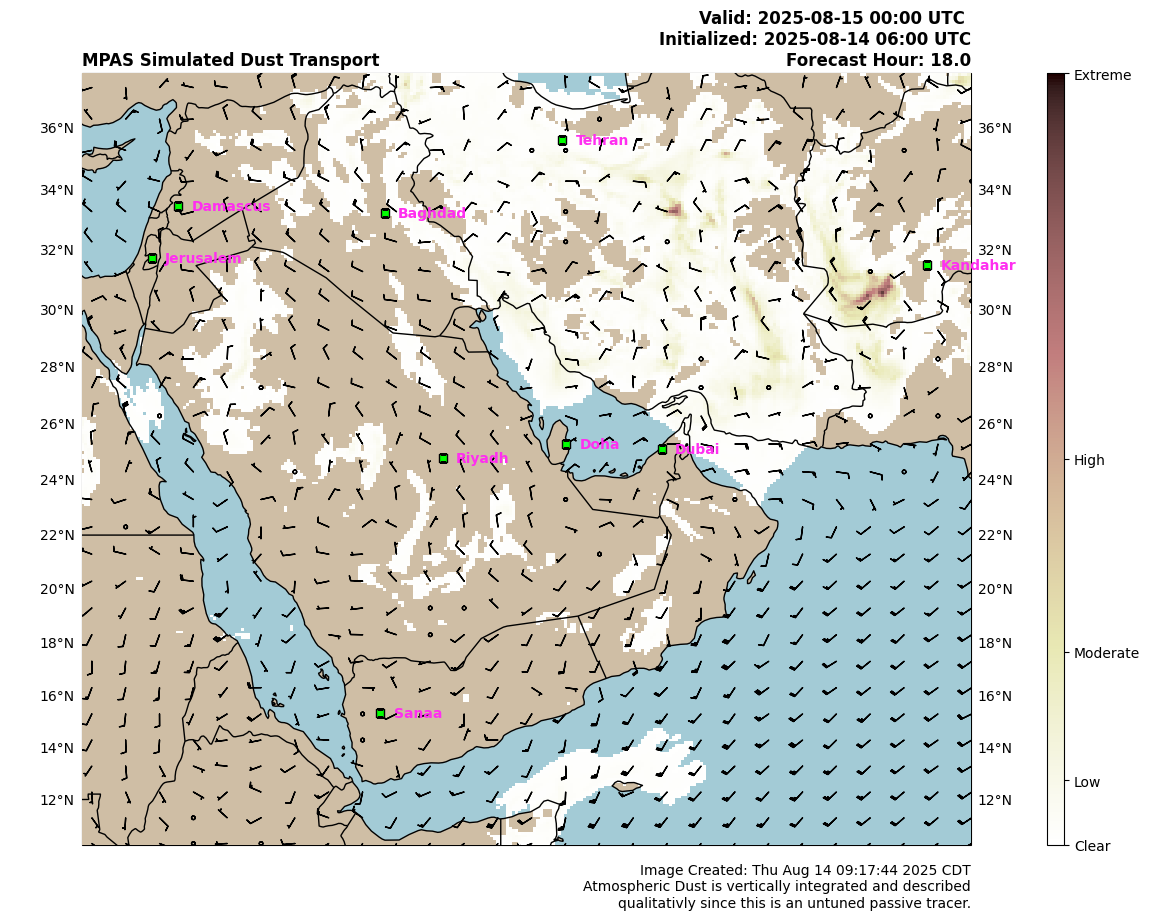 Valid: 2025-08-15 00:00 UTC
Initialized: 2025-08-14 06:00 UTC
MPAS Simulated Dust Transport
Forecast Hour: 18.0
Extreme
36°N
Tehran
36°N
34°N
Damascus
Baghdad
34°N
32°N
Jerusalem
32°N
Kandahar
30°N
30°N
28°N
28°N
26°N
Doha
Dubai
26°N
Riyadh
High
24°N
24°N
22°N
22°N
20°N
20°N
18°N
18°N
Moderate
16°N
16°N
Sanaa
14°N
14°N
Low
12°N
12°N
Clear
Image Created: Thu Aug 14 09:17:44 2025 CDT
Atmospheric Dust is vertically integrated and described
qualitativly since this is an untuned passive tracer.